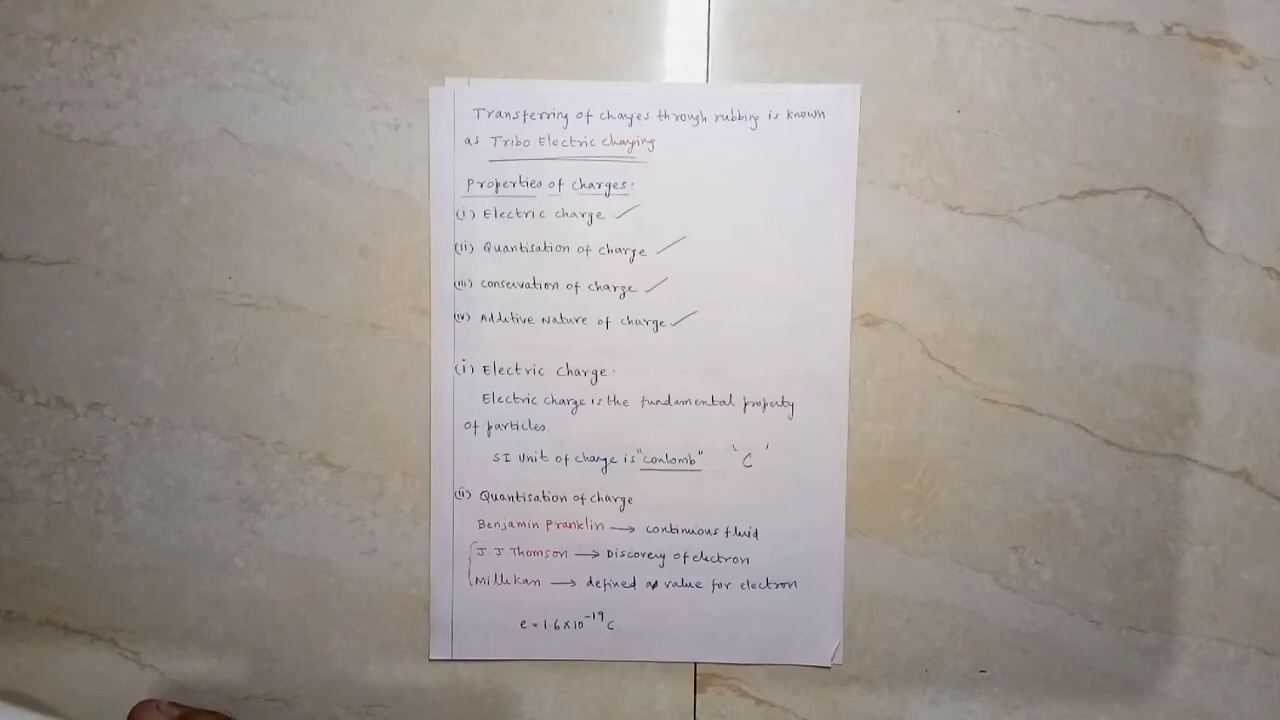 Transferring of charges through rubbing is known
as Tribo Electric charging
Properties of charges:
(i) Electric charge ✓
(ii) Quantisation of charge ✓
(iii) conservation of charge ✓
(iv) Additive Nature of charge ✓
(i) Electric charge.
Electric charge is the fundamental property
of particles.
SI Unit of charge is "coulomb" 'C'
(ii) Quantisation of charge
Benjamin Franklin → continuous fluid
J. J. Thomson → Discovery of electron
Millekan → defined value for electron
e = 1.6 x 10⁻¹⁹ C